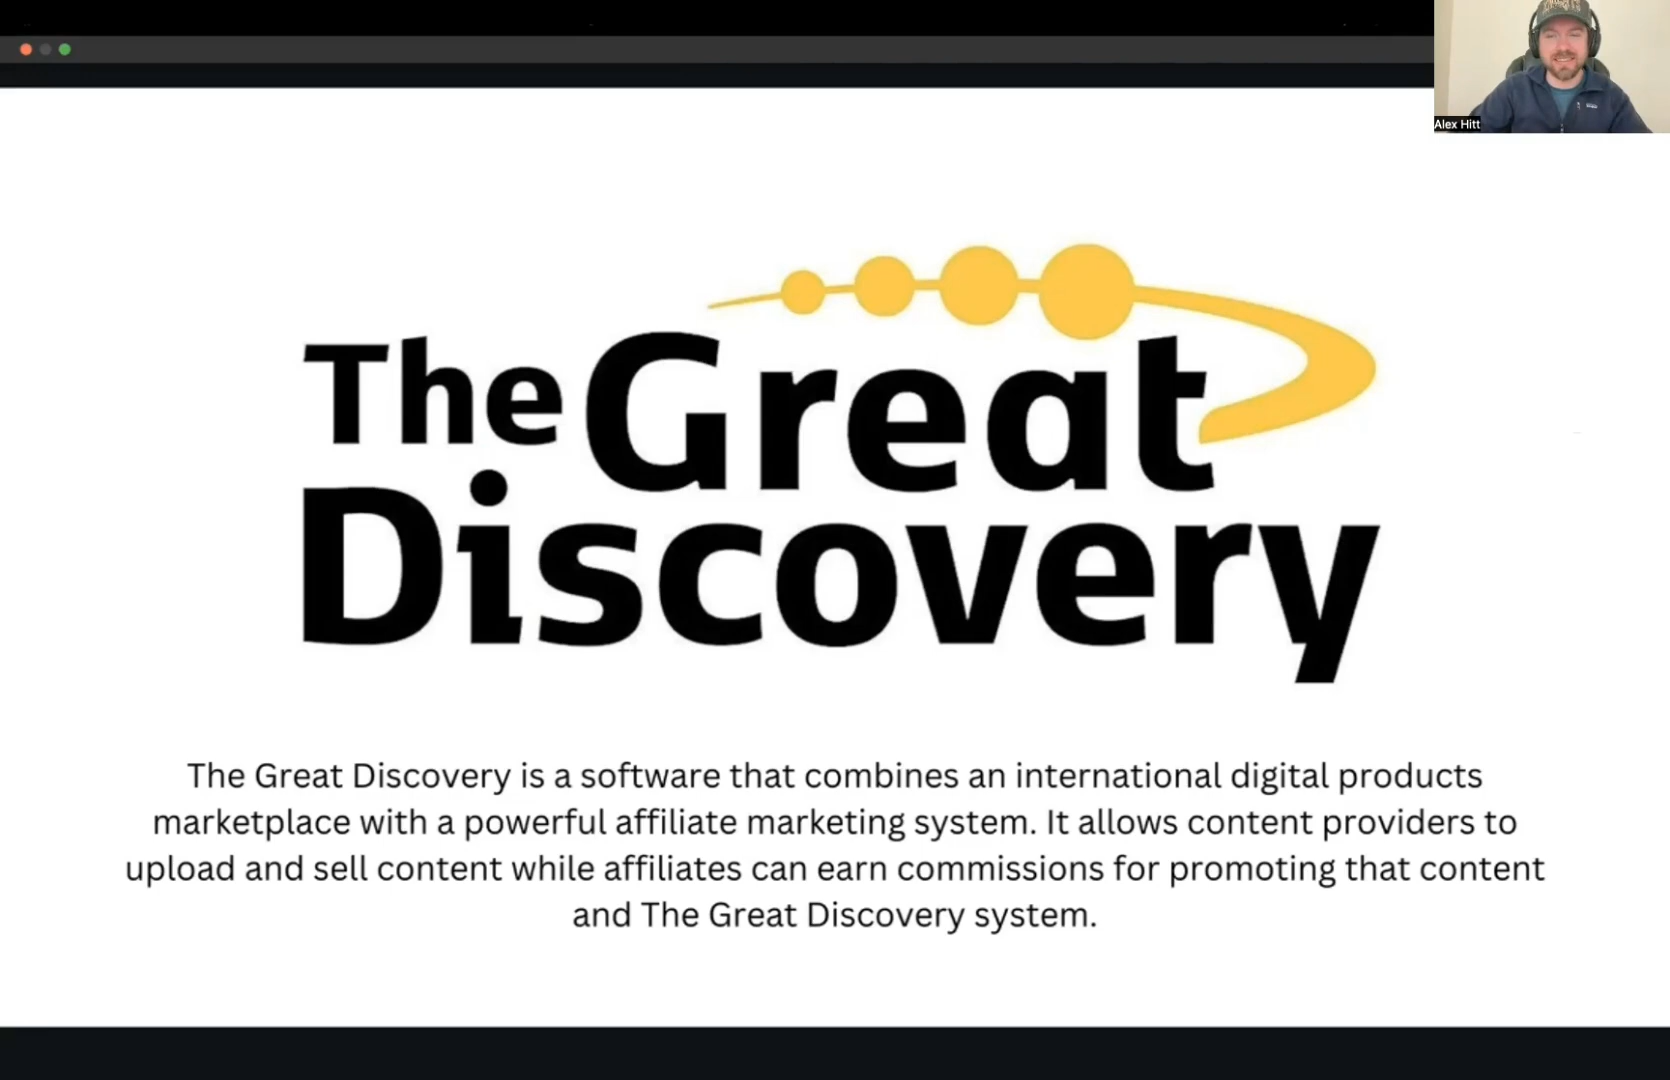 Alex Hitt
The Great
Discovery
The Great Discovery is a software that combines an international digital products
marketplace with a powerful affiliate marketing system. It allows content providers to
upload and sell content while affiliates can earn commissions for promoting that content
and The Great Discovery system.